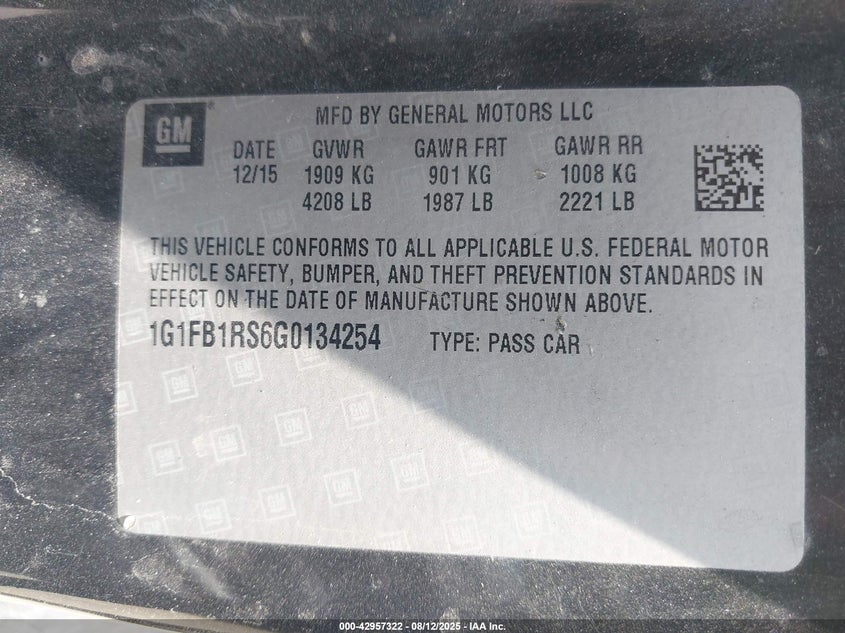 GM
MFD BY GENERAL MOTORS LLC
DATE GVWR GAWR FRT GAWR RR
12/15 1909 KG 901 KG 1008 KG
4208 LB 1987 LB 2221 LB
THIS VEHICLE CONFORMS TO ALL APPLICABLE U.S. FEDERAL MOTOR
VEHICLE SAFETY, BUMPER, AND THEFT PREVENTION STANDARDS IN
EFFECT ON THE DATE OF MANUFACTURE SHOWN ABOVE.
1G1FB1RS6G0134254 TYPE: PASS CAR
000-42957322 - 08/12/2025 - IAA Inc.